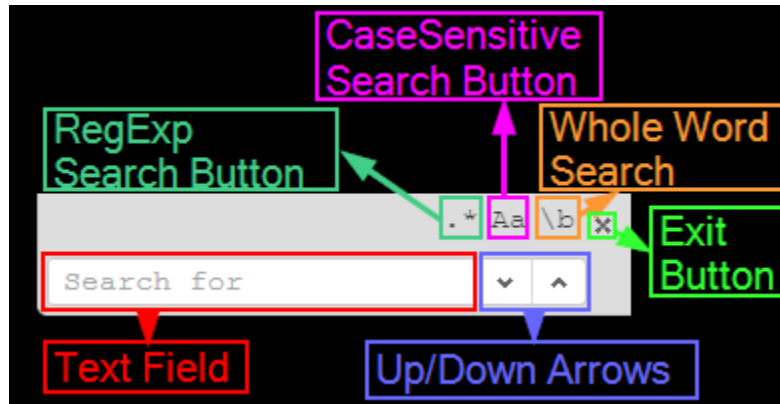 CaseSensitive
Search Button
RegExp
Search Button
Whole Word
Search
.* Aa \b x
Exit
Button
Search for
Text Field
Up/Down Arrows